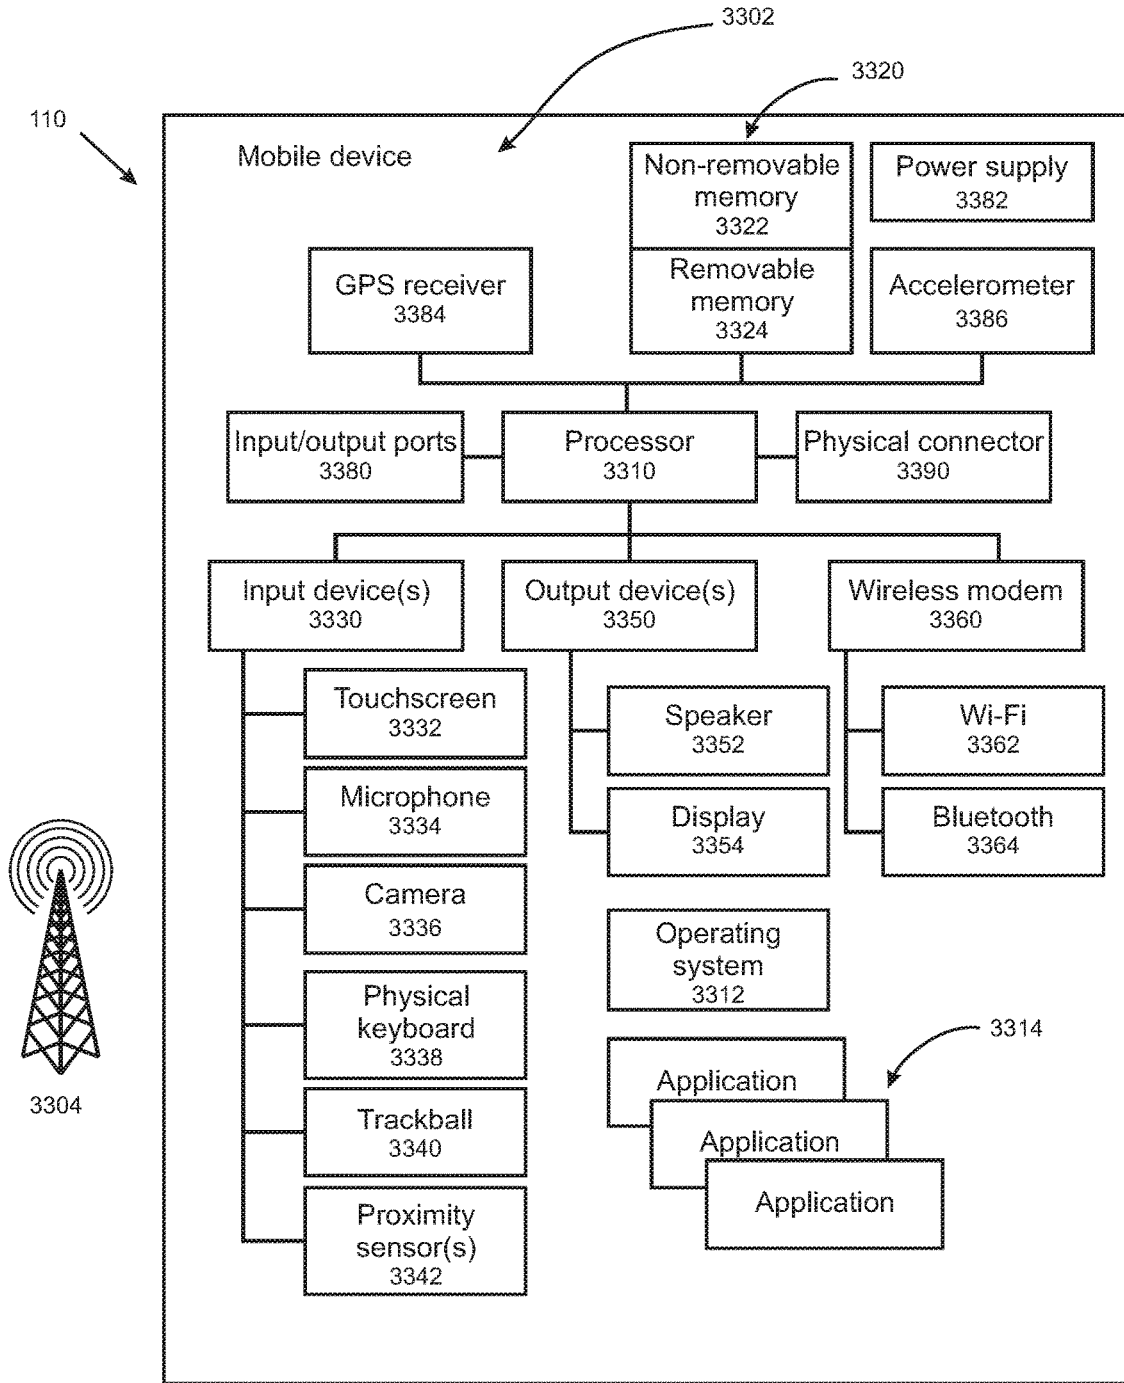 3302
3320
110
Mobile device
Non-removable
memory
3322
Power supply
3382
GPS receiver
3384
Removable
memory
3324
Accelerometer
3386
Input/output ports
3380
Processor
3310
Physical connector
3390
Input device(s)
3330
Output device(s)
3350
Wireless modem
3360
Touchscreen
3332
Speaker
3352
Wi-Fi
3362
Microphone
3334
Display
3354
Bluetooth
3364
Camera
3336
Operating
system
3312
Physical
keyboard
3338
3314
3304
Application
Trackball
3340
Application
Application
Proximity
sensor(s)
3342